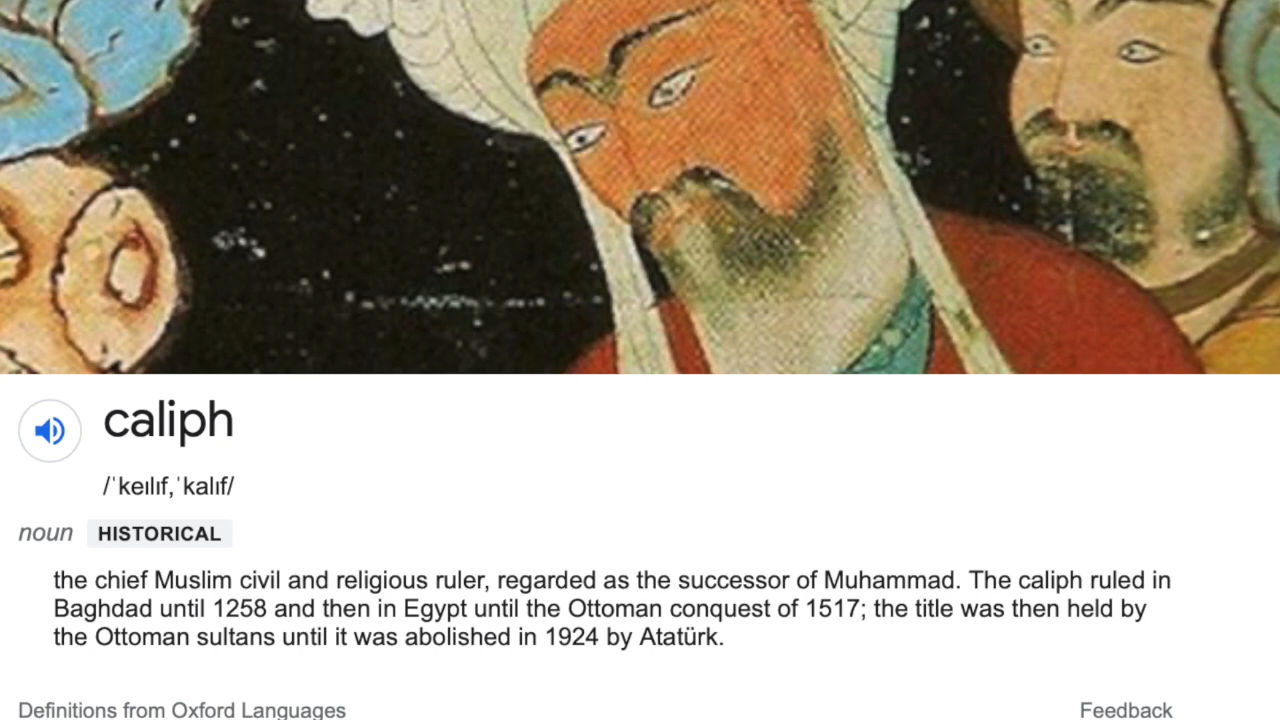 caliph
/ˈkeɪlɪf,ˈkalɪf/
noun HISTORICAL
the chief Muslim civil and religious ruler, regarded as the successor of Muhammad. The caliph ruled in
Baghdad until 1258 and then in Egypt until the Ottoman conquest of 1517; the title was then held by
the Ottoman sultans until it was abolished in 1924 by Atatürk.
Definitions from Oxford Languages
Feedback